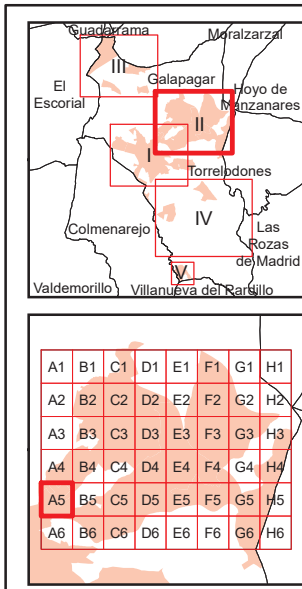 Guadarrama
Moralzarzal
III
El
Escorial
Galapagar
Hoyo de
Manzanares
II
I
Torrelodones
IV
Colmenarejo
Las
Rozas
de Madrid
V
Valdemorillo
Villanueva del Pardillo
A1 B1 C1 D1 E1 F1 G1 H1
A2 B2 C2 D2 E2 F2 G2 H2
A3 B3 C3 D3 E3 F3 G3 H3
A4 B4 C4 D4 E4 F4 G4 H4
A5 B5 C5 D5 E5 F5 G5 H5
A6 B6 C6 D6 E6 F6 G6 H6